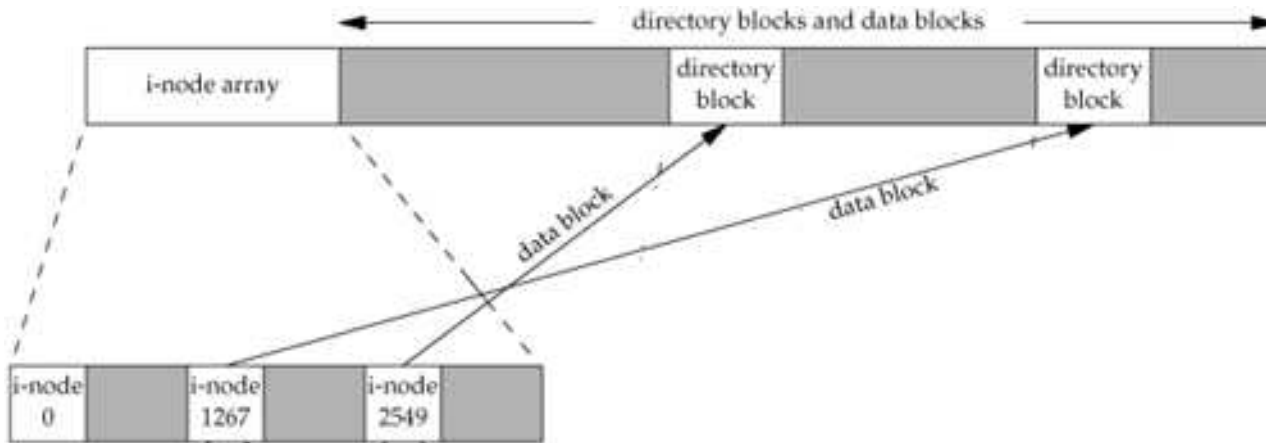 directory blocks and data blocks
i-node array
directory
block
directory
block
data block
data block
i-node
0
i-node
1267
i-node
2549